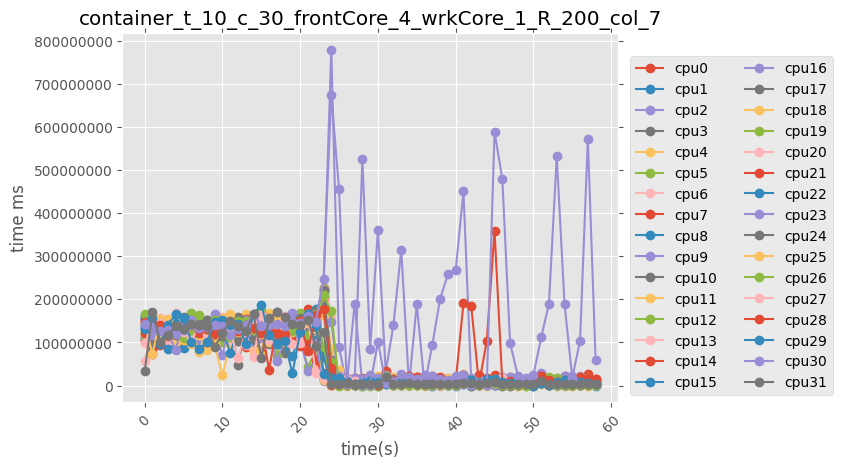 container_t_10_c_30_frontCore_4_wrkCore_1_R_200_col_7
800000000
700000000
600000000
500000000
400000000
300000000
200000000
100000000
0
time ms
0 10 20 30 40 50 60
time(s)
cpu0 cpu16
cpu1 cpu17
cpu2 cpu18
cpu3 cpu19
cpu4 cpu20
cpu5 cpu21
cpu6 cpu22
cpu7 cpu23
cpu8 cpu24
cpu9 cpu25
cpu10 cpu26
cpu11 cpu27
cpu12 cpu28
cpu13 cpu29
cpu14 cpu30
cpu15 cpu31